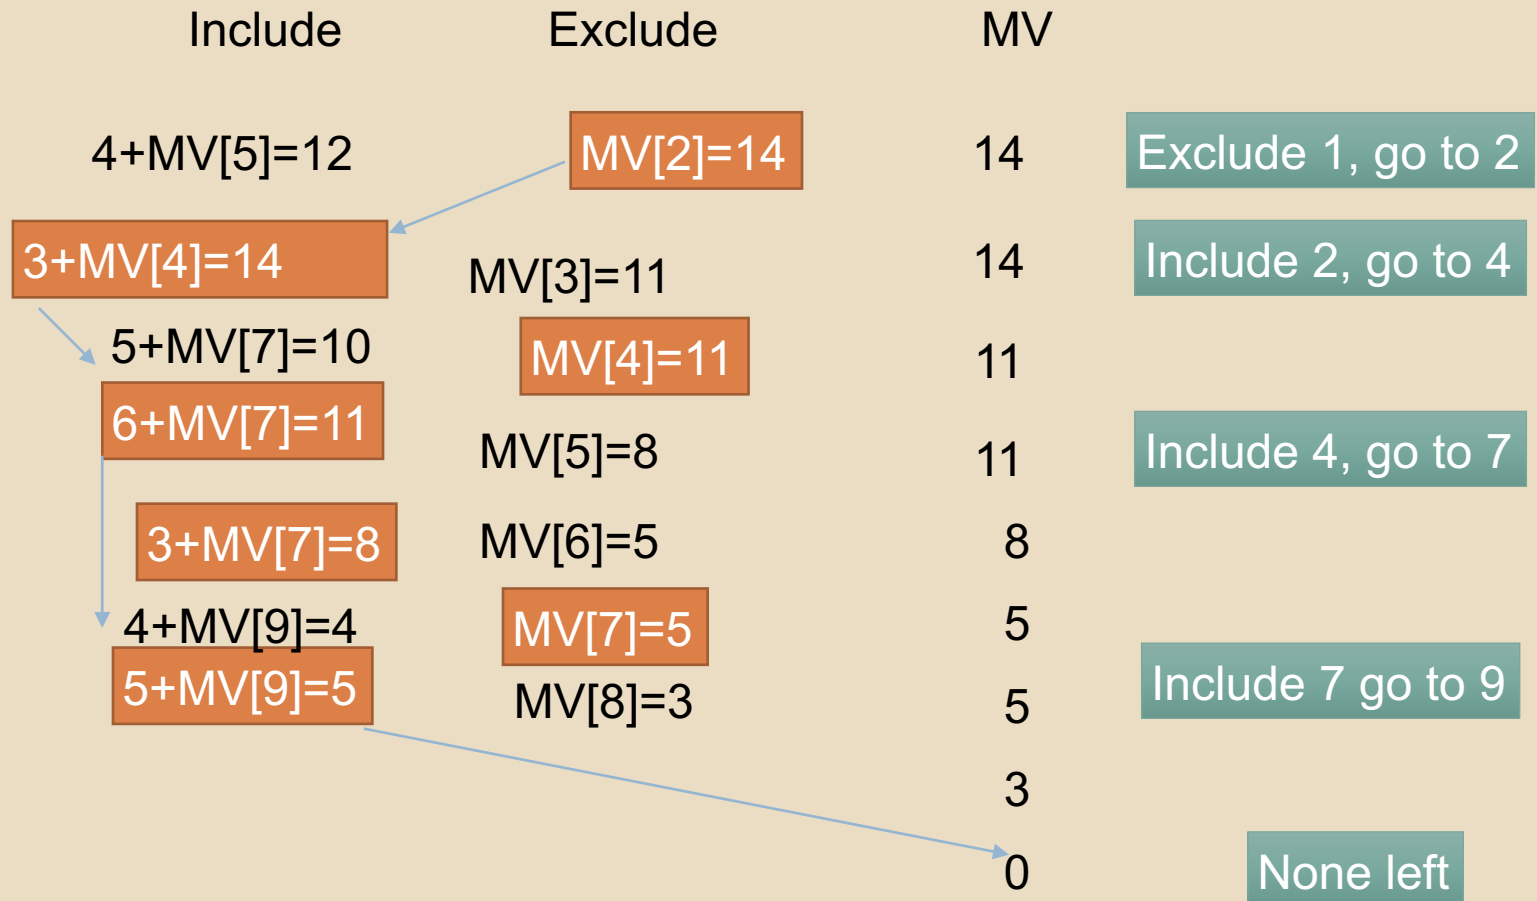 Include Exclude MV
4+MV[5]=12 MV[2]=14 14 Exclude 1, go to 2
3+MV[4]=14 MV[3]=11 14 Include 2, go to 4
5+MV[7]=10 MV[4]=11 11
6+MV[7]=11 MV[5]=8 11 Include 4, go to 7
3+MV[7]=8 MV[6]=5 8
4+MV[9]=4 MV[7]=5 5
5+MV[9]=5 MV[8]=3 5 Include 7 go to 9
3
0 None left